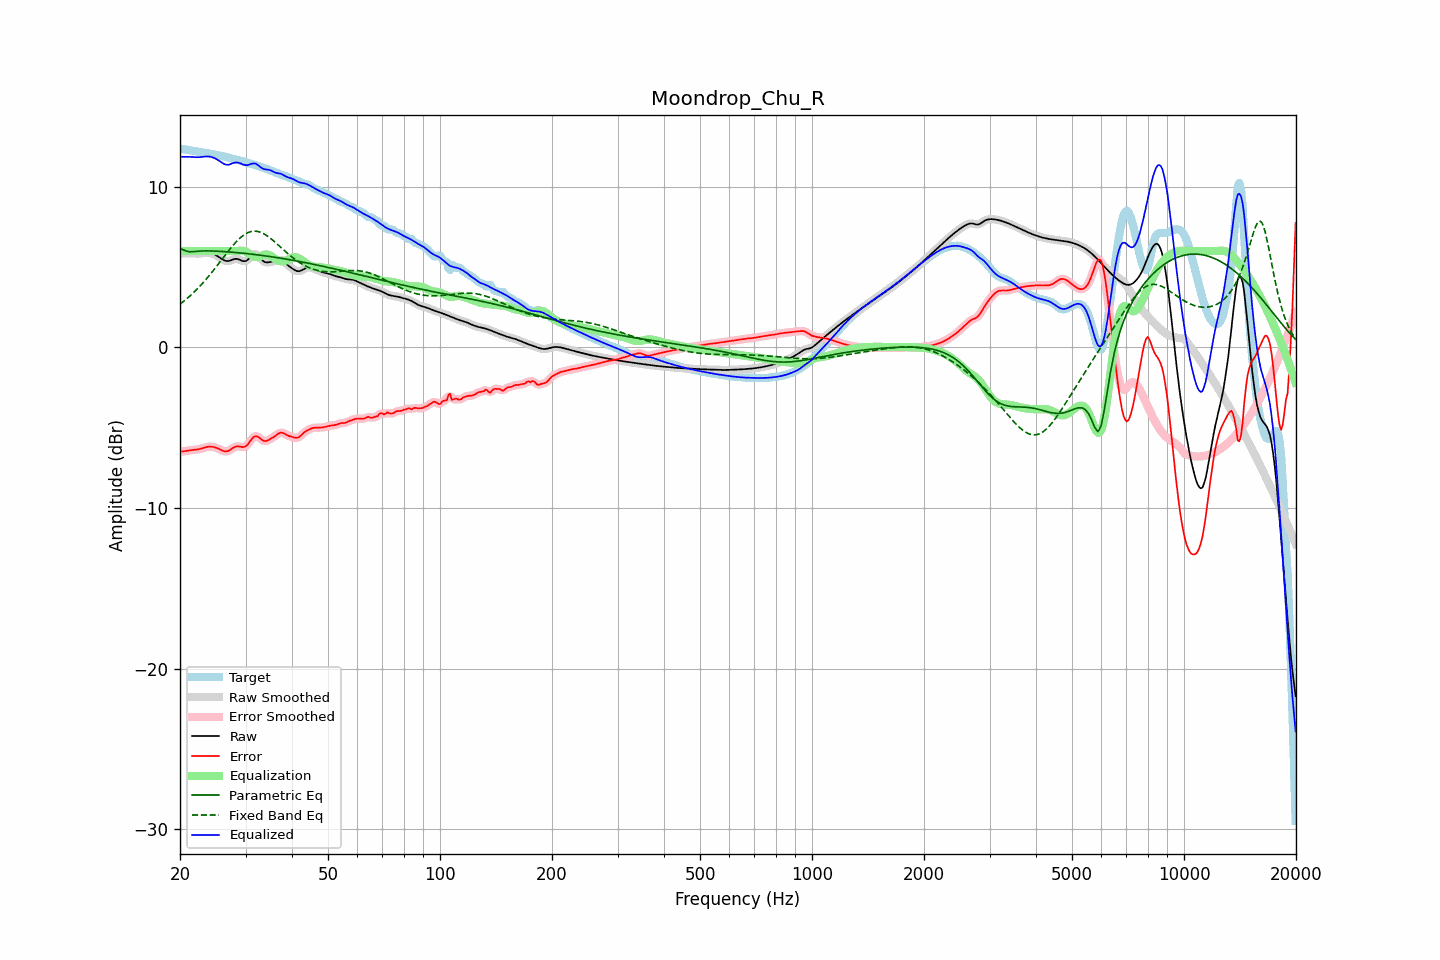 Moondrop_Chu_R
Amplitude (dBr)
10
0
−10
−20
−30
20
50
100
200
500
1000
2000
5000
10000
20000
Frequency (Hz)
Target
Raw Smoothed
Error Smoothed
Raw
Error
Equalization
Parametric Eq
Fixed Band Eq
Equalized